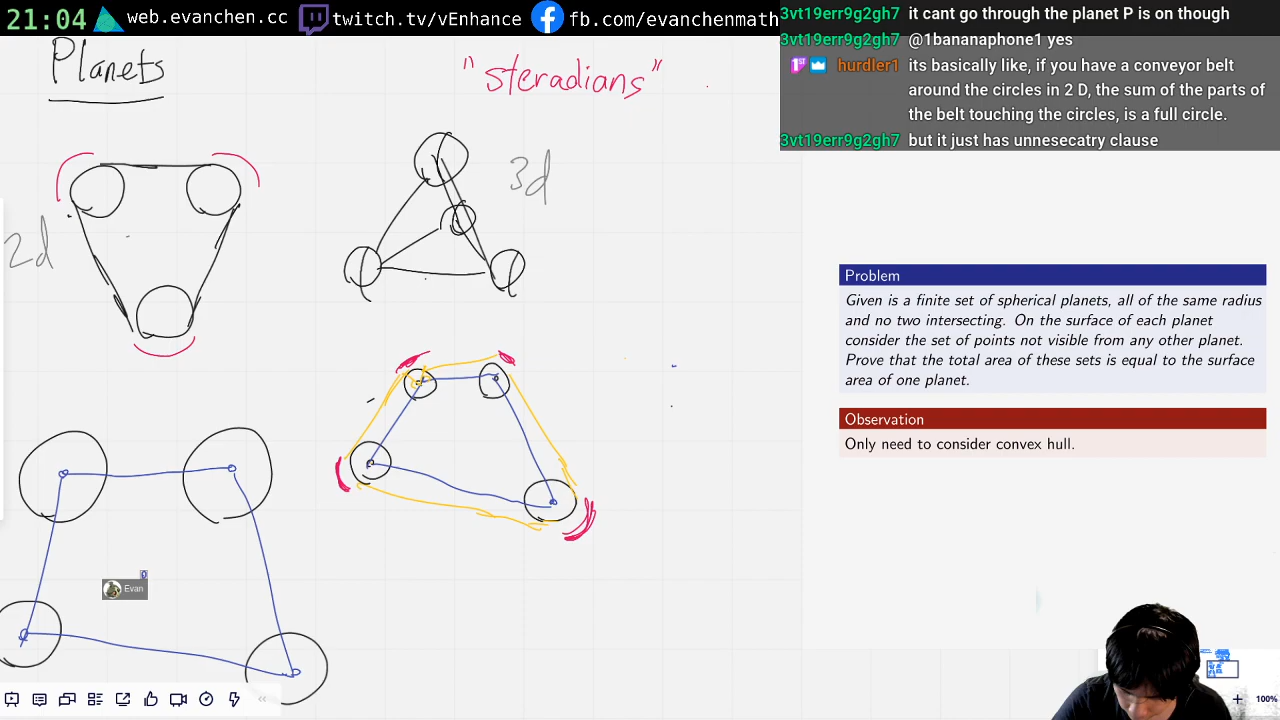 21:04 web.evanchen.cc twitch.tv/vEnhance fb.com/evanchenmath
3vt19err9g2gh7 it cant go through the planet P is on though
3vt19err9g2gh7 @1bananaphone1 yes
1st hurdler1 its basically like, if you have a conveyor belt
around the circles in 2 D, the sum of the parts of
the belt touching the circles, is a full circle.
3vt19err9g2gh7 but it just has unnesecatry clause
Planets
"steradians"
2d
3d
Problem
Given is a finite set of spherical planets, all of the same radius
and no two intersecting. On the surface of each planet
consider the set of points not visible from any other planet.
Prove that the total area of these sets is equal to the surface
area of one planet.
Observation
Only need to consider convex hull.
Evan
100%